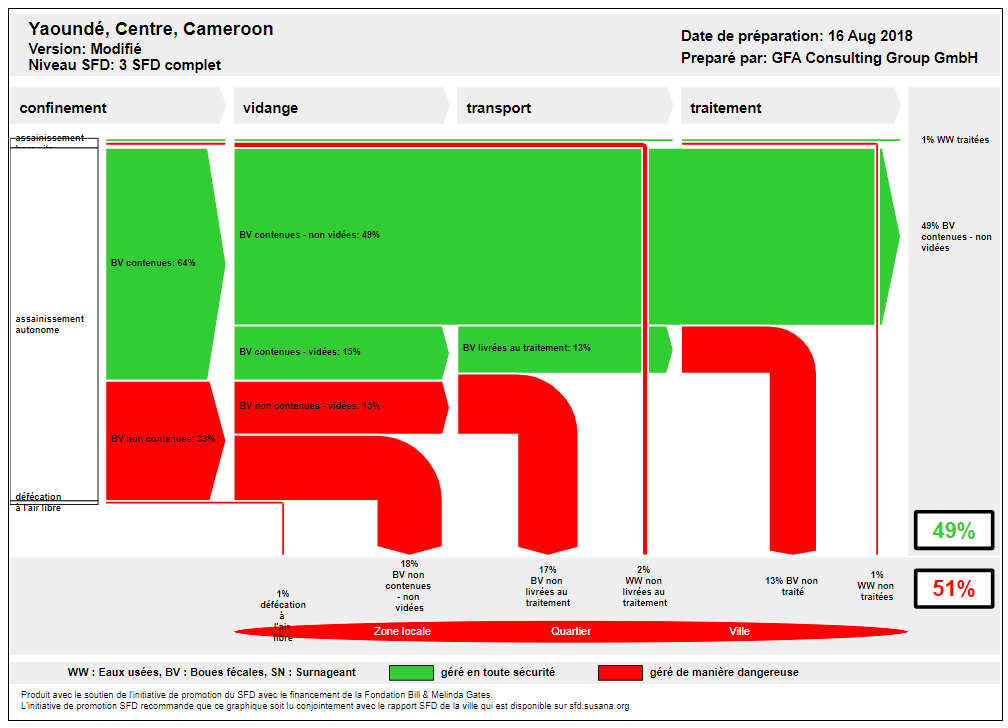 Yaoundé, Centre, Cameroon
Version: Modifié
Niveau SFD: 3 SFD complet
Date de préparation: 16 Aug 2018
Preparé par: GFA Consulting Group GmbH
confinement
vidange
transport
traitement
assainissement
1% WW traitées
BV contenues: 64%
BV contenues - non vidées: 49%
49% BV
contenues - non
vidées
assainissement
autonome
BV contenues - vidées: 15%
BV livrées au traitement: 13%
BV non contenues - vidées: 15%
BV non contenues: 33%
défécation
à l'air libre
49%
51%
1%
défécation
à
l'air
libre
18%
BV non
contenues
- non
vidées
17%
BV non
livrées au
traitement
2%
WW non
livrées au
traitement
13% BV non
traité
1%
WW non
traitées
Zone locale
Quartier
Ville
WW : Eaux usées, BV : Boues fécales, SN : Surnageant
géré en toute sécurité
géré de manière dangereuse
Produit avec le soutien de l'initiative de promotion du SFD avec le financement de la Fondation Bill & Melinda Gates.
L'initiative de promotion SFD recommande que ce graphique soit lu conjointement avec le rapport SFD de la ville qui est disponible sur sfd.susana.org